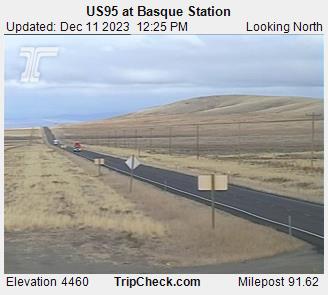 US95 at Basque Station
Updated: Dec 11 2023 12:25 PM Looking North
Elevation 4460 TripCheck.com Milepost 91.62